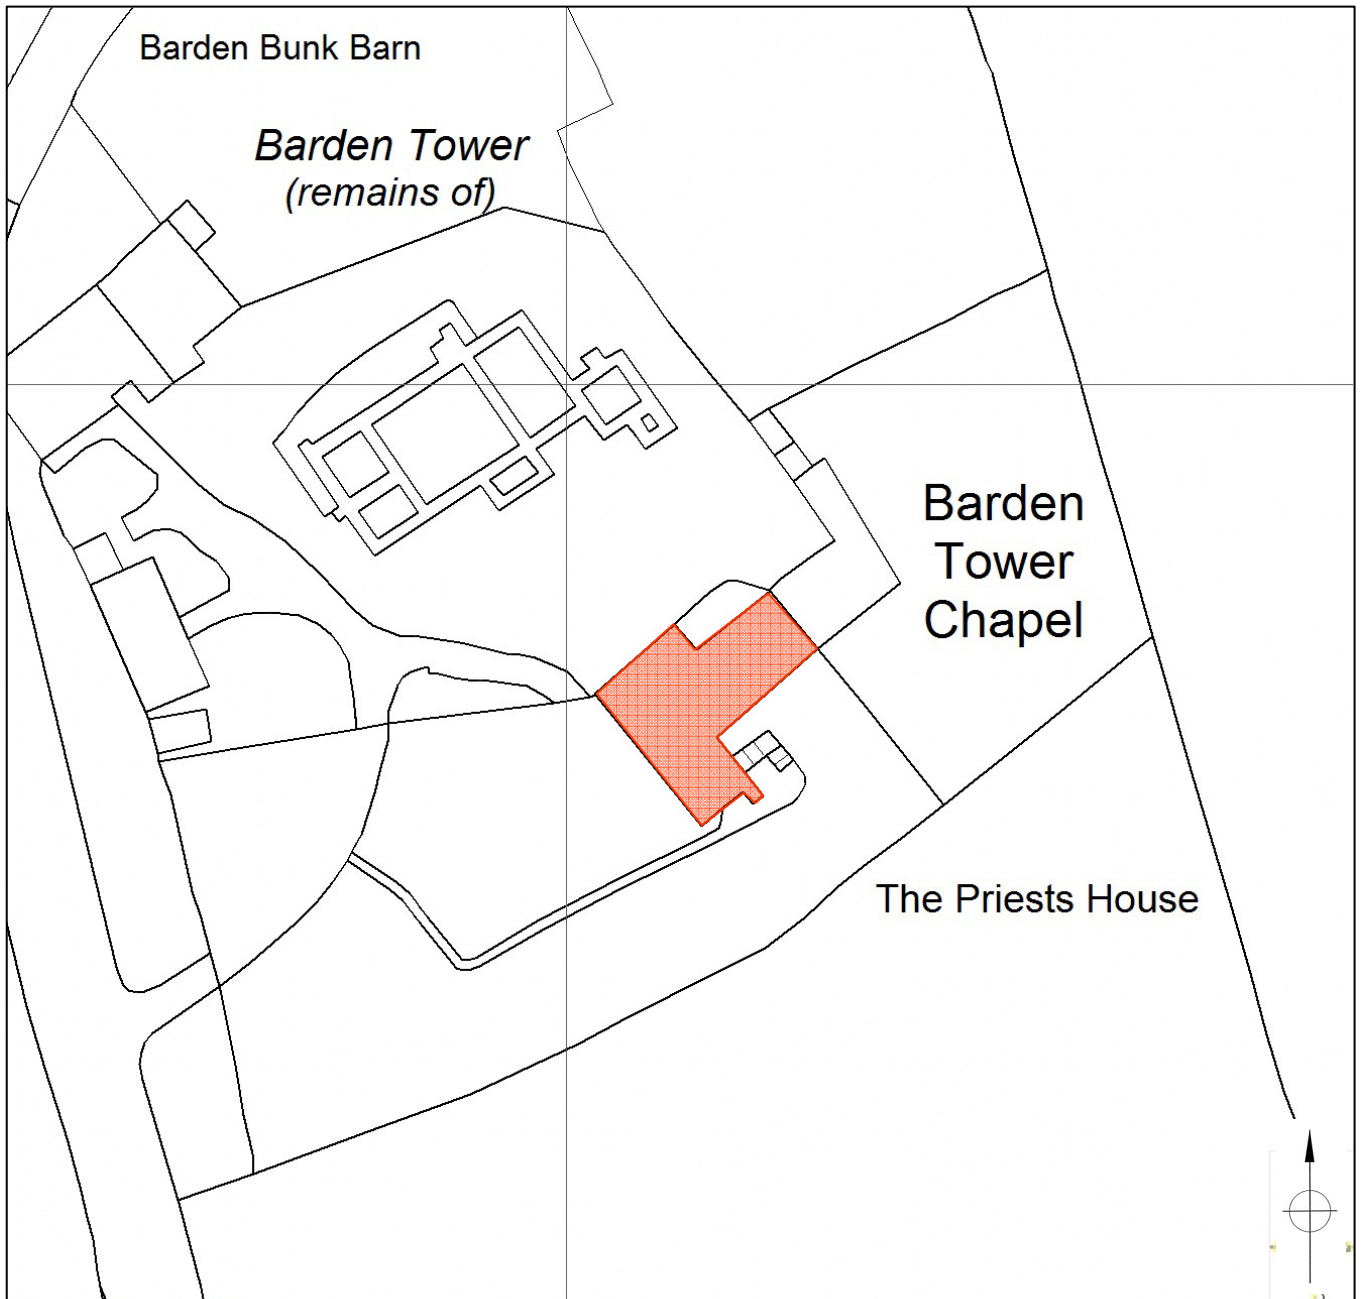 Barden Bunk Barn
Barden Tower
(remains of)
Barden
Tower
Chapel
The Priests House